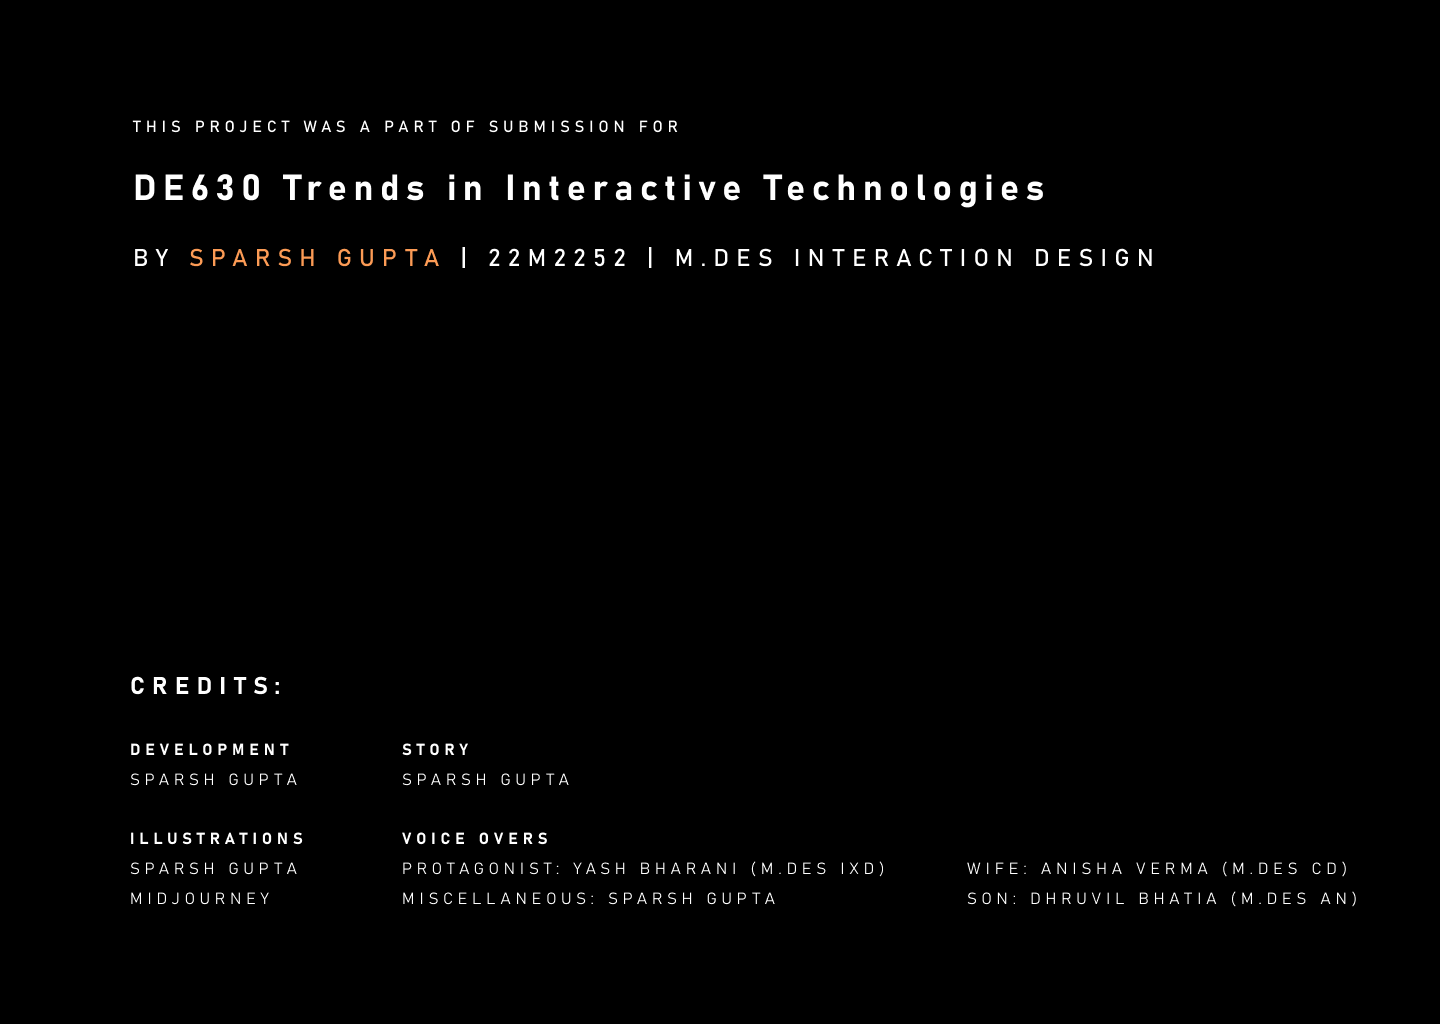 THIS PROJECT WAS A PART OF SUBMISSION FOR
DE630 Trends in Interactive Technologies
BY SPARSH GUPTA | 22M2252 | M.DES INTERACTION DESIGN
CREDITS:
DEVELOPMENT
SPARSH GUPTA
STORY
SPARSH GUPTA
ILLUSTRATIONS
SPARSH GUPTA
MIDJOURNEY
VOICE OVERS
PROTAGONIST: YASH BHARANI (M.DES IXD)
MISCELLANEOUS: SPARSH GUPTA
WIFE: ANISHA VERMA (M.DES CD)
SON: DHRUVIL BHATIA (M.DES AN)